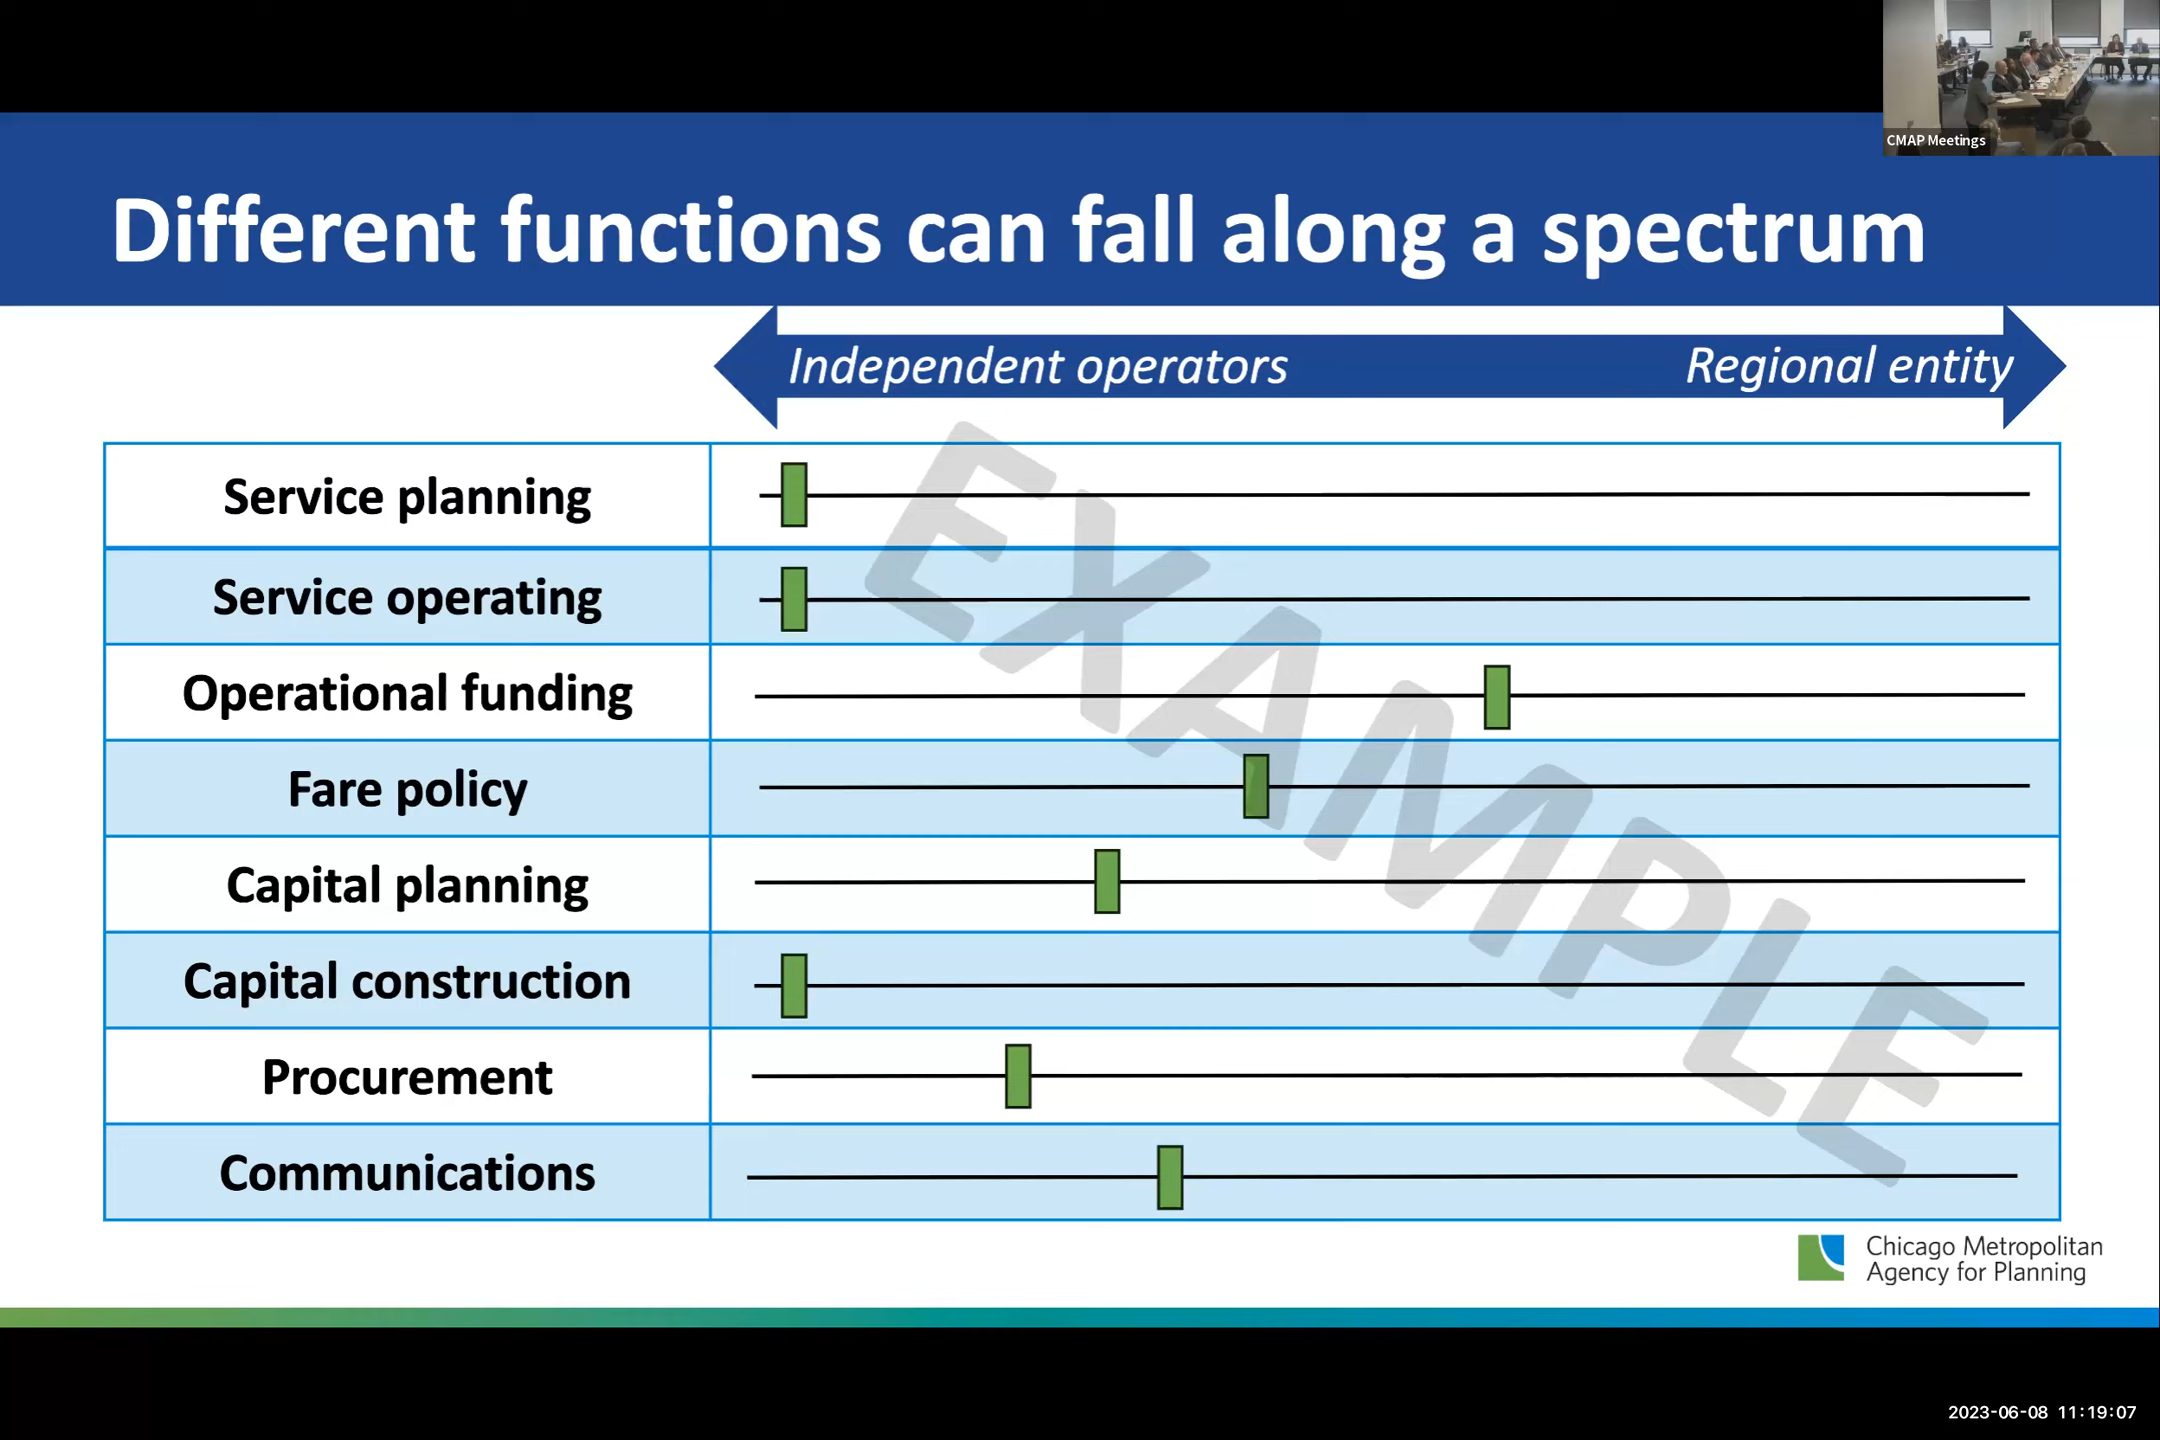 CMAP Meetings
Different functions can fall along a spectrum
Independent operators
Regional entity
EXAMPLE
Service planning
Service operating
Operational funding
Fare policy
Capital planning
Capital construction
Procurement
Communications
Chicago Metropolitan
Agency for Planning
2023-06-08 11:19:07